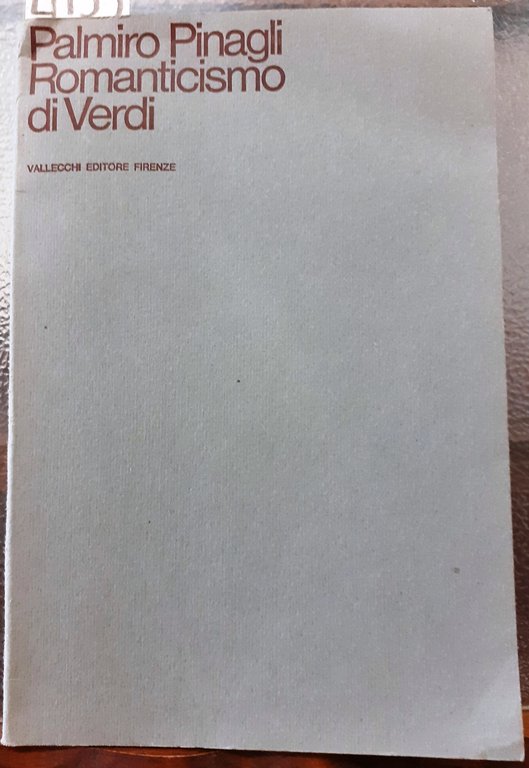 Palmiro Pinagli
Romanticismo
di Verdi
VALLECCHI EDITORE FIRENZE